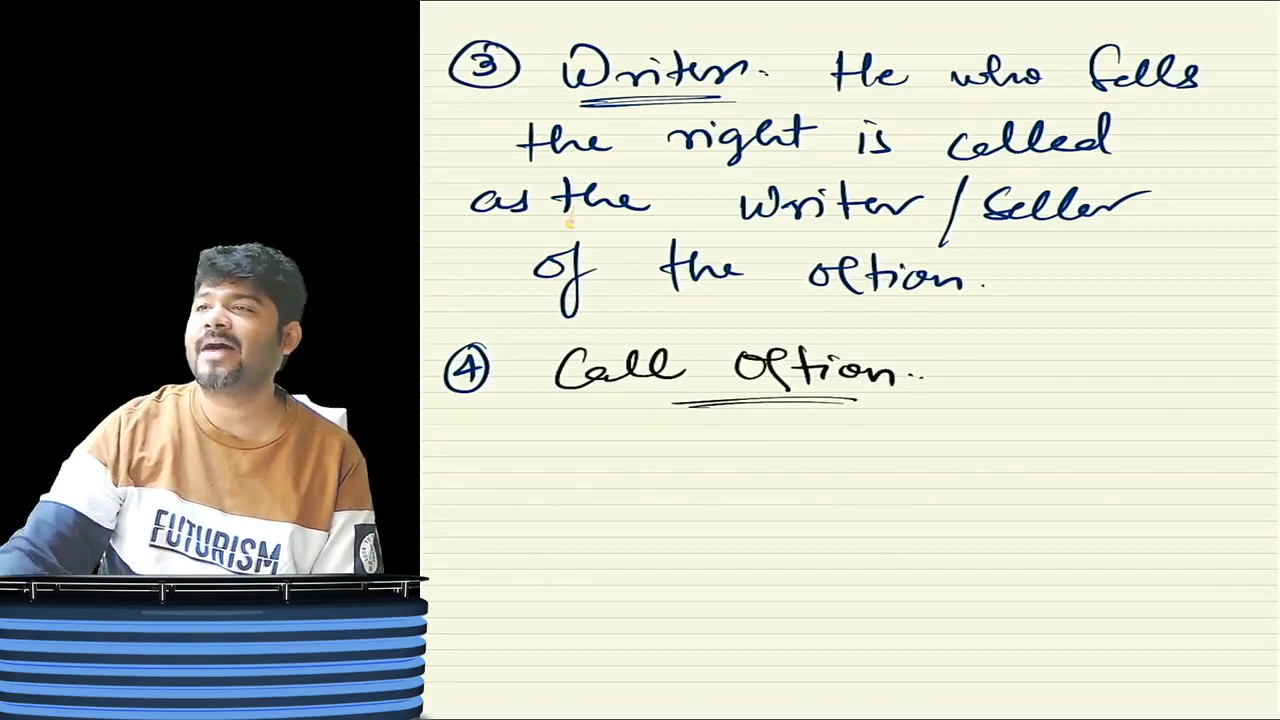 ③ Writer. He who sells
the right is called
as the writer / seller
of the option.
④ Call option..
FUTURISM